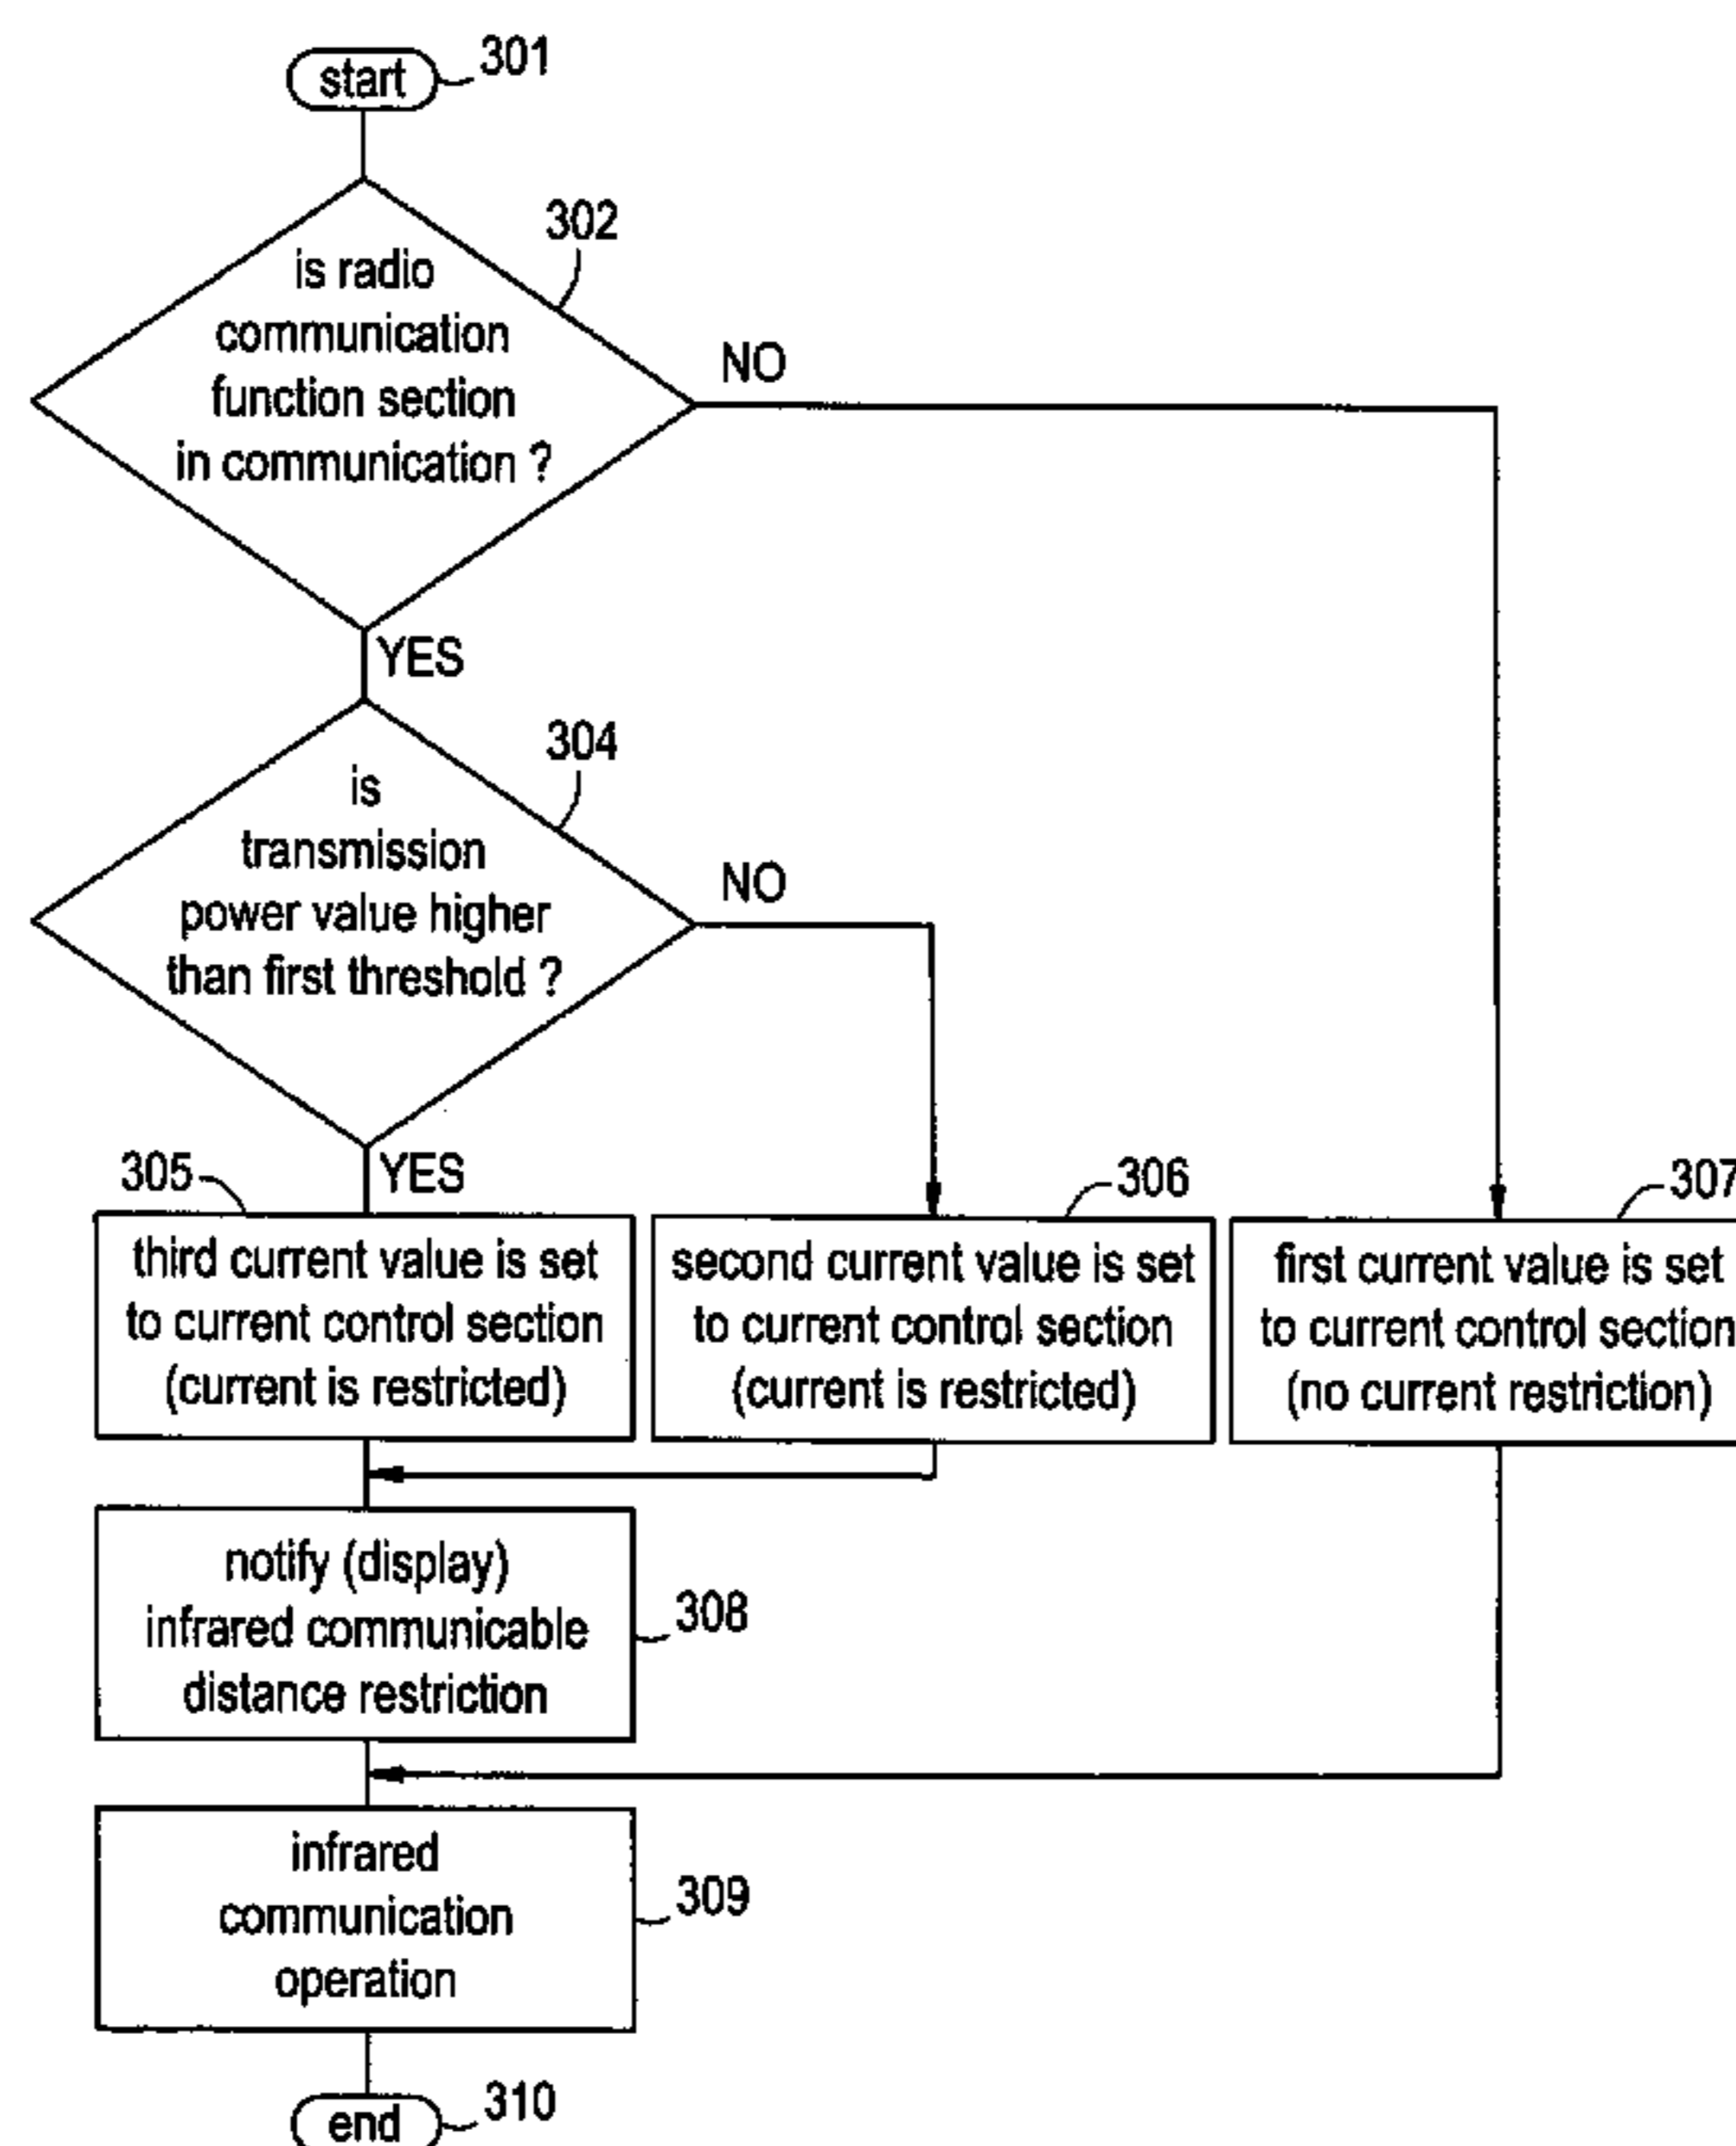 start
301
is radio
communication
function section
in communication ?
302
NO
YES
is
transmission
power value higher
than first threshold ?
304
NO
YES
305
third current value is set
to current control section
(current is restricted)
306
second current value is set
to current control section
(current is restricted)
307
first current value is set
to current control section
(no current restriction)
notify (display)
infrared communicable
distance restriction
308
infrared
communication
operation
309
end
310